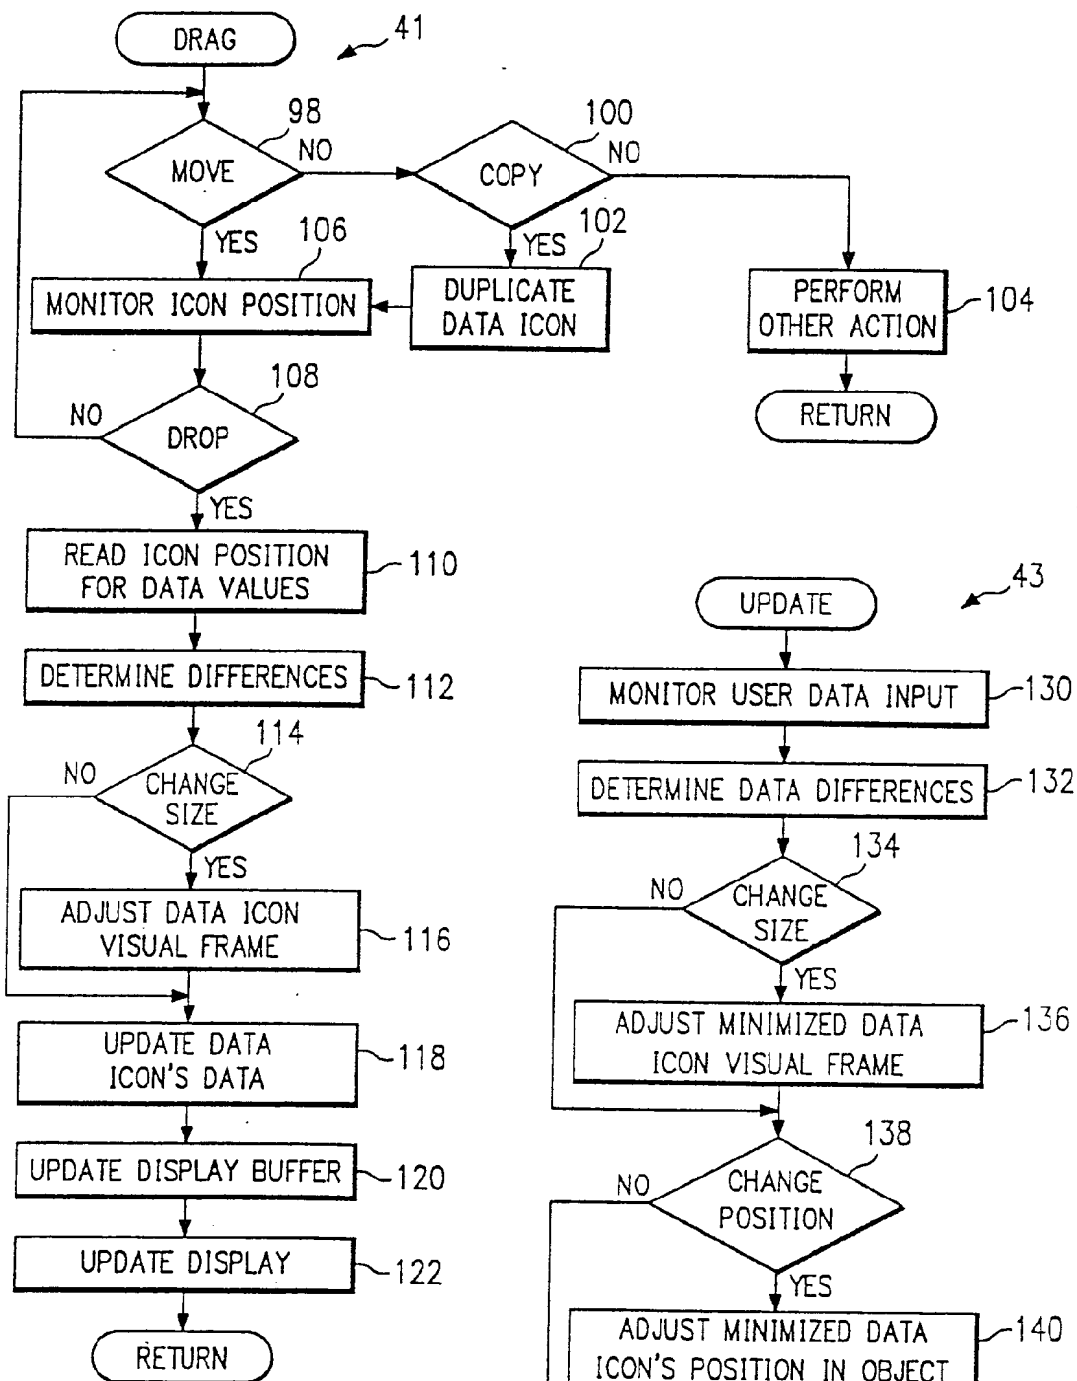 DRAG
41
98
MOVE
NO
YES
100
COPY
NO
YES
102
DUPLICATE
DATA ICON
PERFORM
OTHER ACTION
104
RETURN
106
MONITOR ICON POSITION
108
NO
DROP
YES
READ ICON POSITION
FOR DATA VALUES
110
DETERMINE DIFFERENCES
112
114
NO
CHANGE
SIZE
YES
ADJUST DATA ICON
VISUAL FRAME
116
UPDATE DATA
ICON'S DATA
118
UPDATE DISPLAY BUFFER
120
UPDATE DISPLAY
122
RETURN
UPDATE
43
MONITOR USER DATA INPUT
130
DETERMINE DATA DIFFERENCES
132
134
NO
CHANGE
SIZE
YES
ADJUST MINIMIZED DATA
ICON VISUAL FRAME
136
138
NO
CHANGE
POSITION
YES
ADJUST MINIMIZED DATA
ICON'S POSITION IN OBJECT
140